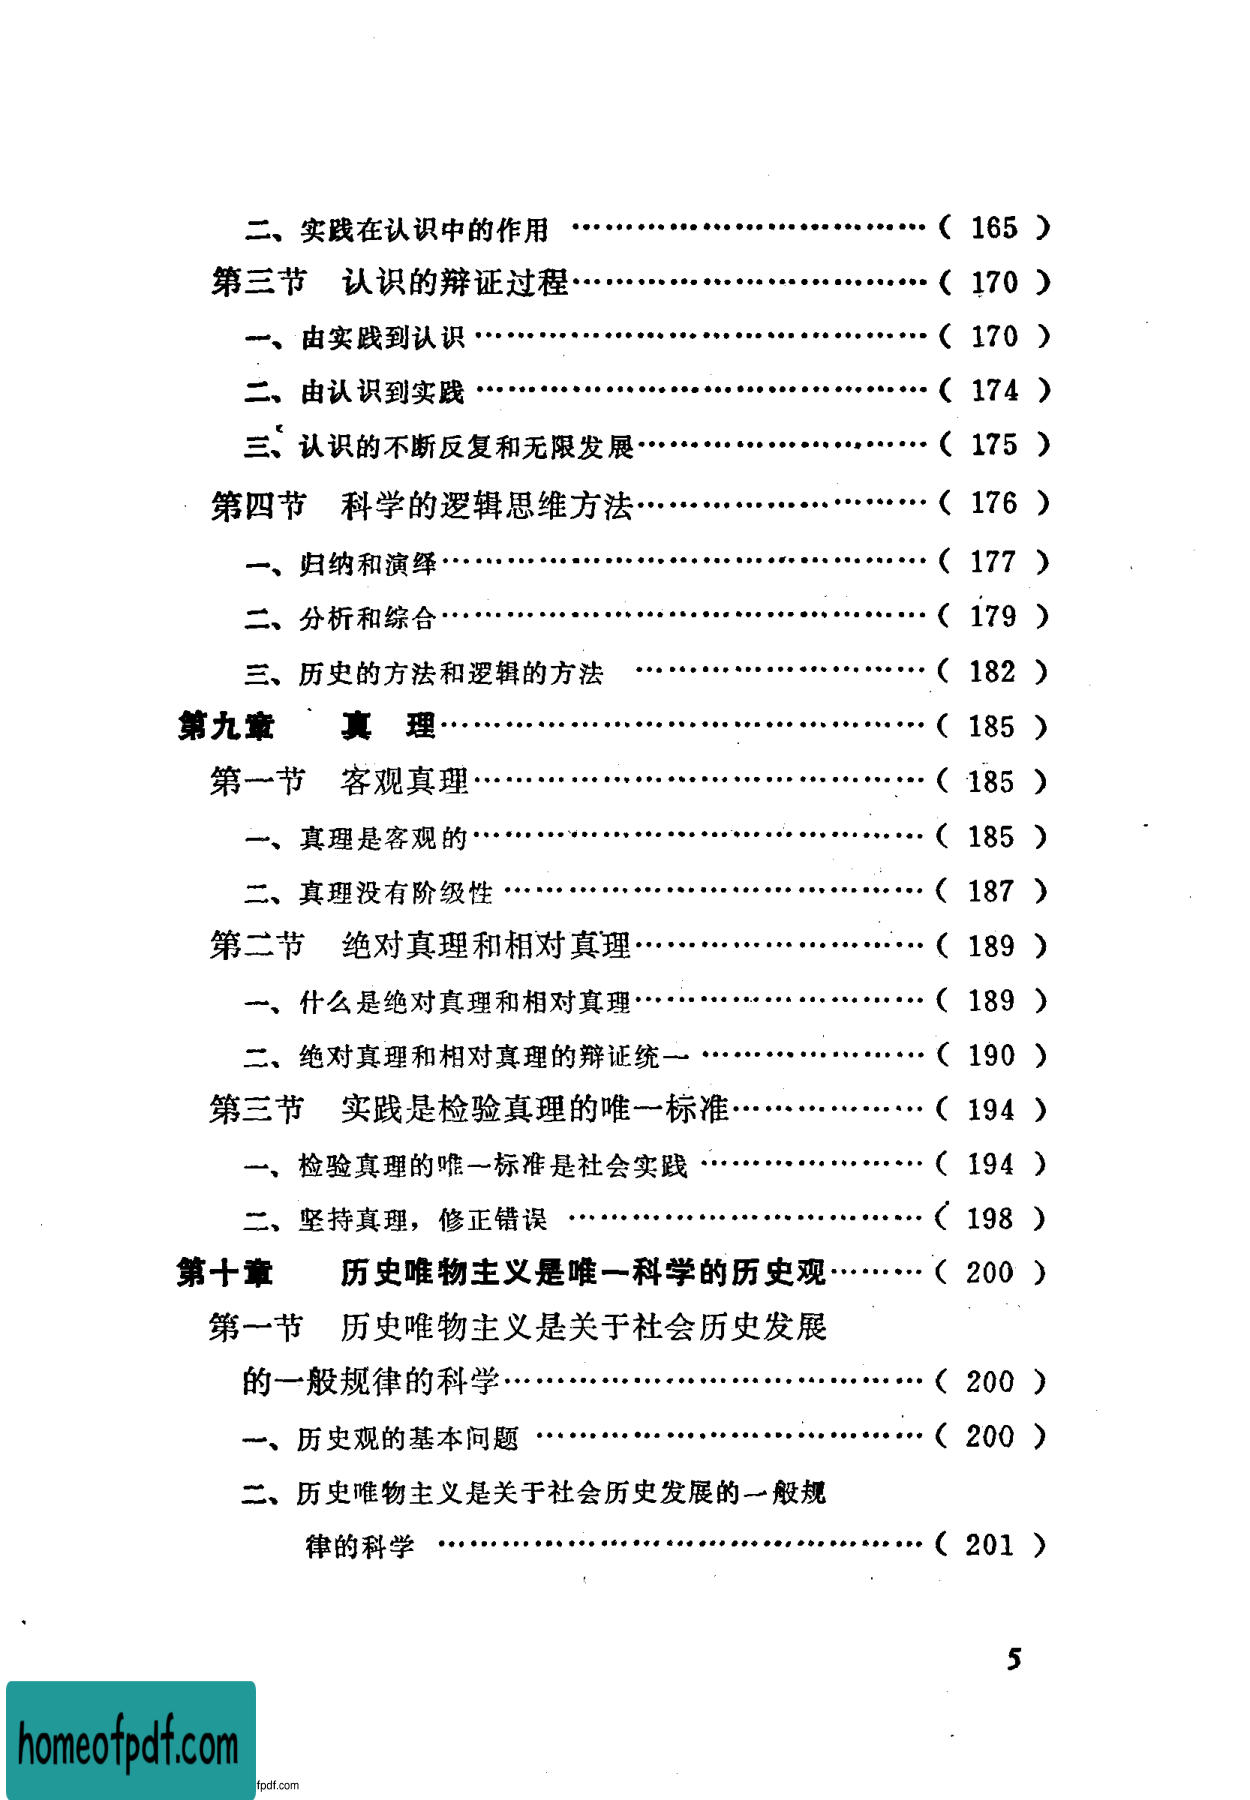 二、实践在认识中的作用 ……………………………( 165 )
第三节 认识的辩证过程……………………………( 170 )
一、由实践到认识……………………………………( 170 )
二、由认识到实践……………………………………( 174 )
三、认识的不断反复和无限发展………………………( 175 )
第四节 科学的逻辑思维方法………………………( 176 )
一、归纳和演绎………………………………………( 177 )
二、分析和综合………………………………………( 179 )
三、历史的方法和逻辑的方法 ………………………( 182 )
第九章 真 理………………………………………( 185 )
第一节 客观真理……………………………………( 185 )
一、真理是客观的……………………………………( 185 )
二、真理没有阶级性…………………………………( 187 )
第二节 绝对真理和相对真理………………………( 189 )
一、什么是绝对真理和相对真理………………………( 189 )
二、绝对真理和相对真理的辩证统一…………………( 190 )
第三节 实践是检验真理的唯一标准………………( 194 )
一、检验真理的唯一标准是社会实践…………………( 194 )
二、坚持真理，修正错误 ……………………………( 198 )
第十章 历史唯物主义是唯一科学的历史观………( 200 )
第一节 历史唯物主义是关于社会历史发展
的一般规律的科学…………………………………( 200 )
一、历史观的基本问题 ………………………………( 200 )
二、历史唯物主义是关于社会历史发展的一般规
律的科学 ………………………………………( 201 )
5
homeofpdf.com
fpdf.com